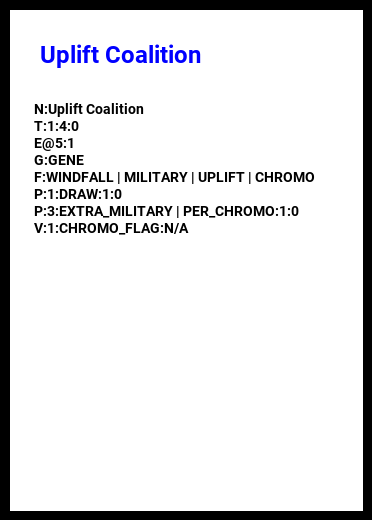 Uplift Coalition
N:Uplift Coalition
T:1:4:0
E@5:1
G:GENE
F:WINDFALL | MILITARY | UPLIFT | CHROMO
P:1:DRAW:1:0
P:3:EXTRA_MILITARY | PER_CHROMO:1:0
V:1:CHROMO_FLAG:N/A